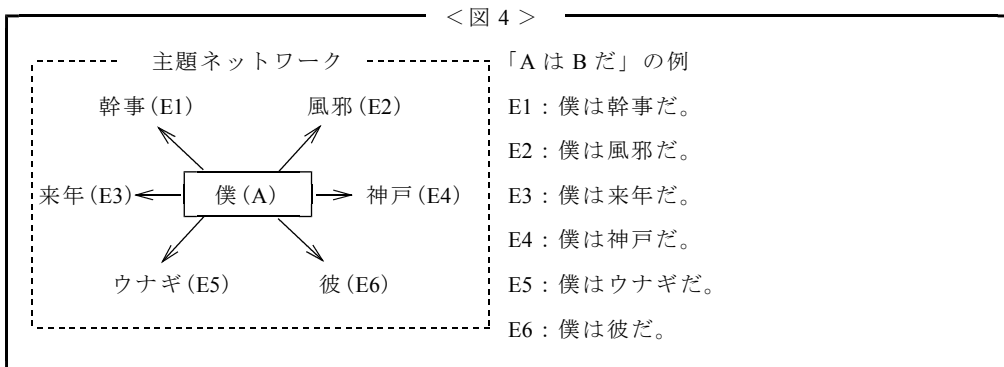 ＜図4＞
主題ネットワーク
「AはBだ」の例
幹事(E1) 風邪(E2)
E1：僕は幹事だ。
E2：僕は風邪だ。
来年(E3) 僕(A) 神戸(E4)
E3：僕は来年だ。
E4：僕は神戸だ。
ウナギ(E5) 彼(E6)
E5：僕はウナギだ。
E6：僕は彼だ。